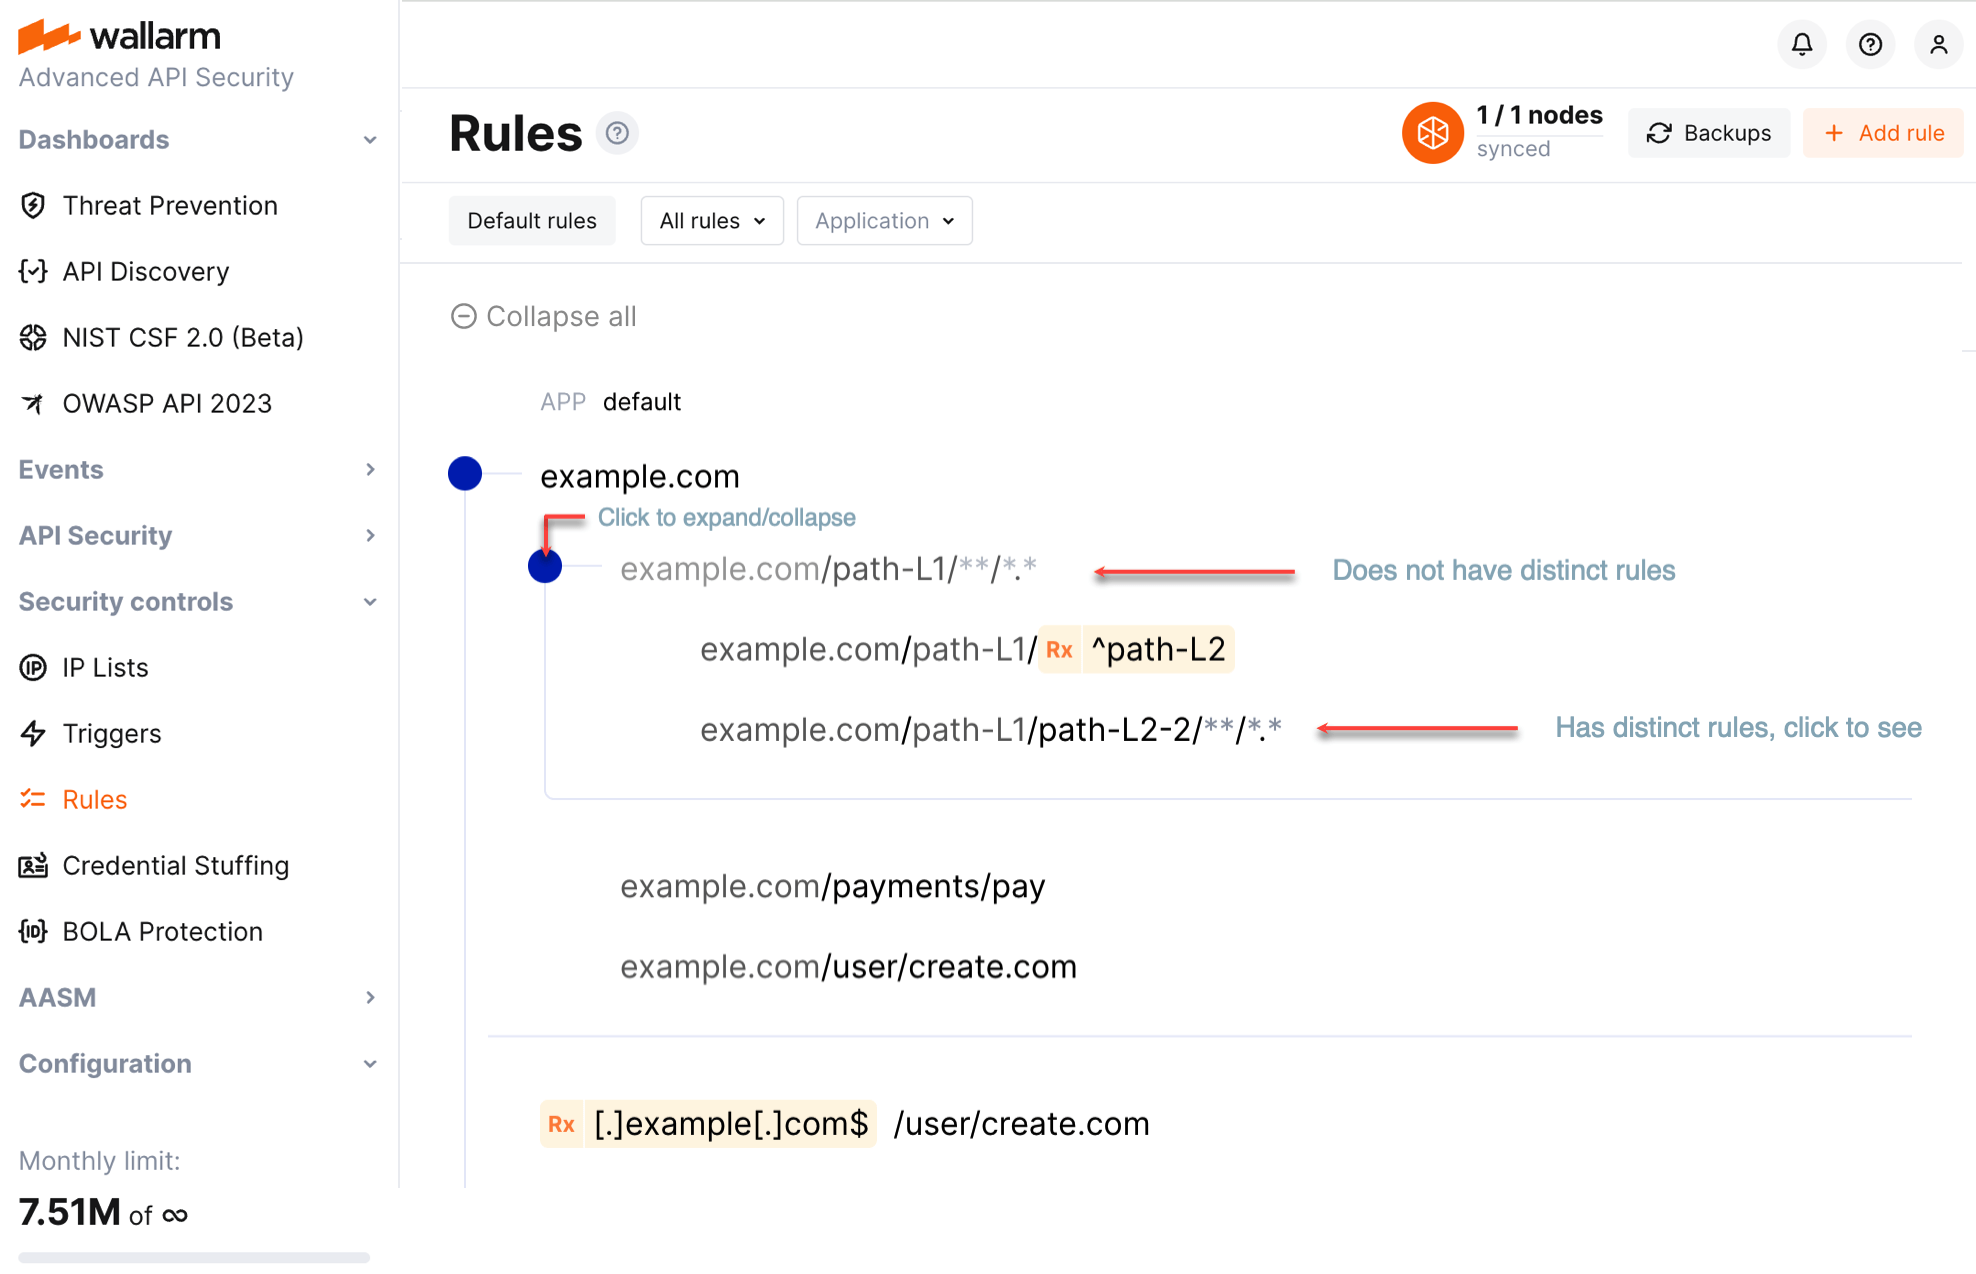 wallarm
Advanced API Security
Dashboards
Threat Prevention
API Discovery
NIST CSF 2.0 (Beta)
OWASP API 2023
Events
API Security
Security controls
IP Lists
Triggers
Rules
Credential Stuffing
BOLA Protection
AASM
Configuration
Monthly limit:
7.51M of ∞
Rules
1 / 1 nodes
synced
Backups
+ Add rule
Default rules
All rules
Application
Collapse all
APP default
example.com
Click to expand/collapse
example.com/path-L1/**/*.*
Does not have distinct rules
example.com/path-L1/ Rx ^path-L2
example.com/path-L1/path-L2-2/**/*.*
Has distinct rules, click to see
example.com/payments/pay
example.com/user/create.com
Rx [.]example[.]com$ /user/create.com